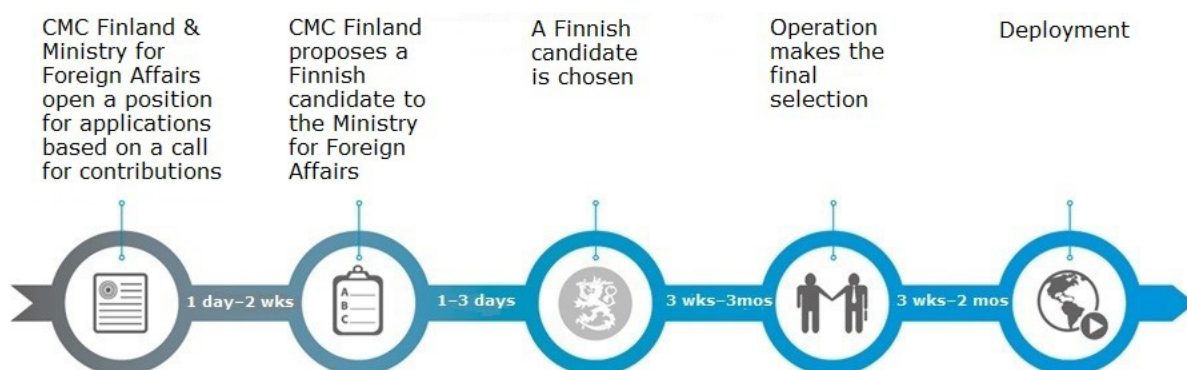 CMC Finland &
Ministry for
Foreign Affairs
open a position
for applications
based on a call
for contributions
CMC Finland
proposes a
Finnish
candidate to
the Ministry
for Foreign
Affairs
A Finnish
candidate
is chosen
Operation
makes the
final
selection
Deployment
1 day–2 wks
A
B
C
1–3 days
3 wks–3mos
3 wks–2 mos